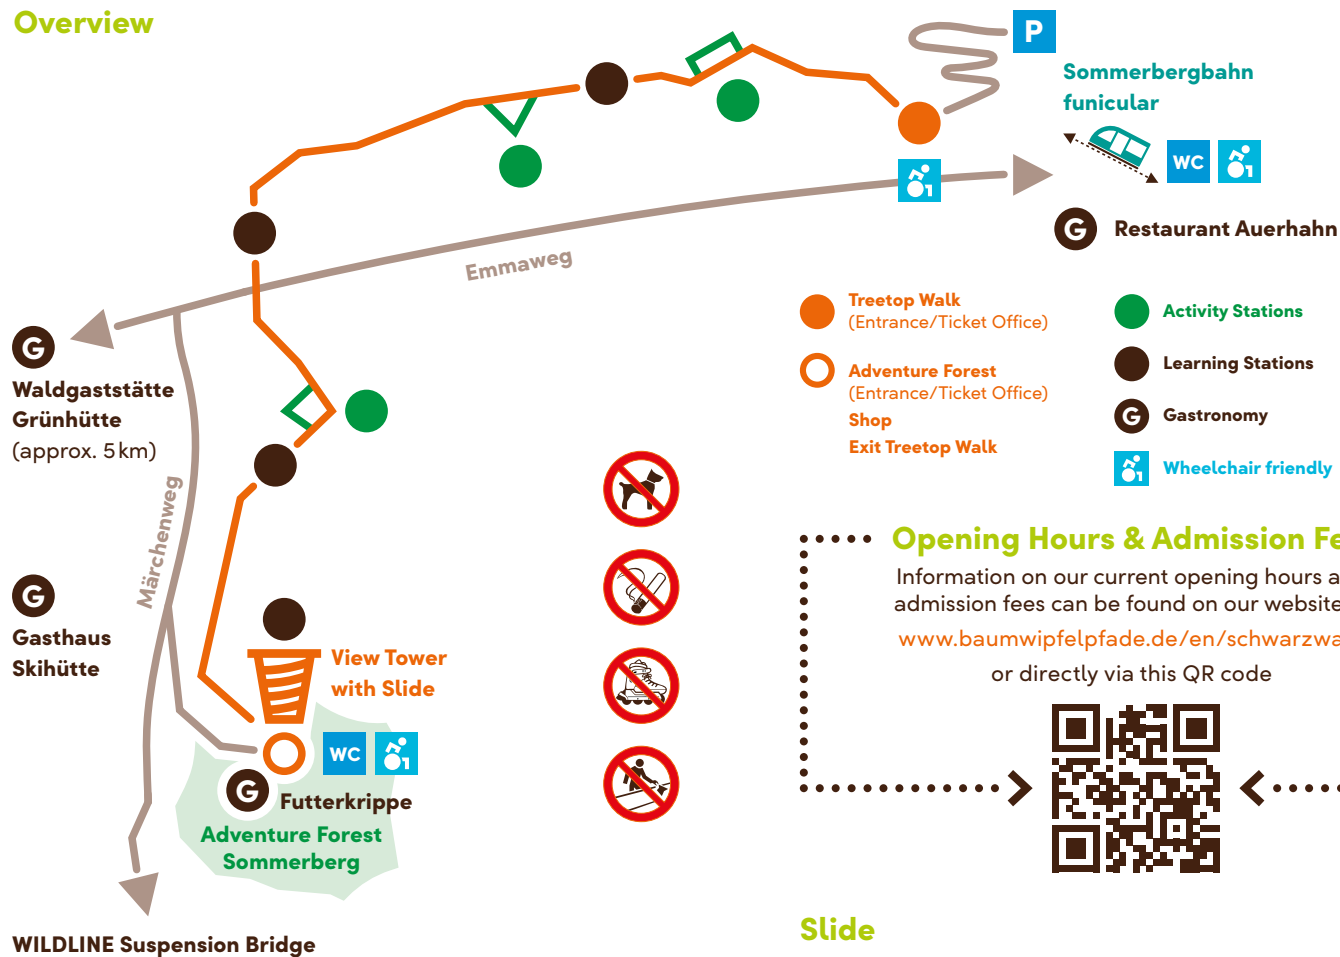 Overview
P
Sommerbergbahn
funicular
WC
G
Restaurant Auerhahn
Emmaweg
Treetop Walk
(Entrance/Ticket Office)
Adventure Forest
(Entrance/Ticket Office)
Shop
Exit Treetop Walk
Activity Stations
Learning Stations
G
Gastronomy
Wheelchair friendly
G
Waldgaststätte
Grünhütte
(approx. 5 km)
Märchenweg
G
Gasthaus
Skihütte
View Tower
with Slide
WC
G
Futterkrippe
Adventure Forest
Sommerberg
WILDLINE Suspension Bridge
Opening Hours & Admission Fe
Information on our current opening hours a
admission fees can be found on our website
www.baumwipfelpfade.de/en/schwarzwa
or directly via this QR code
Slide